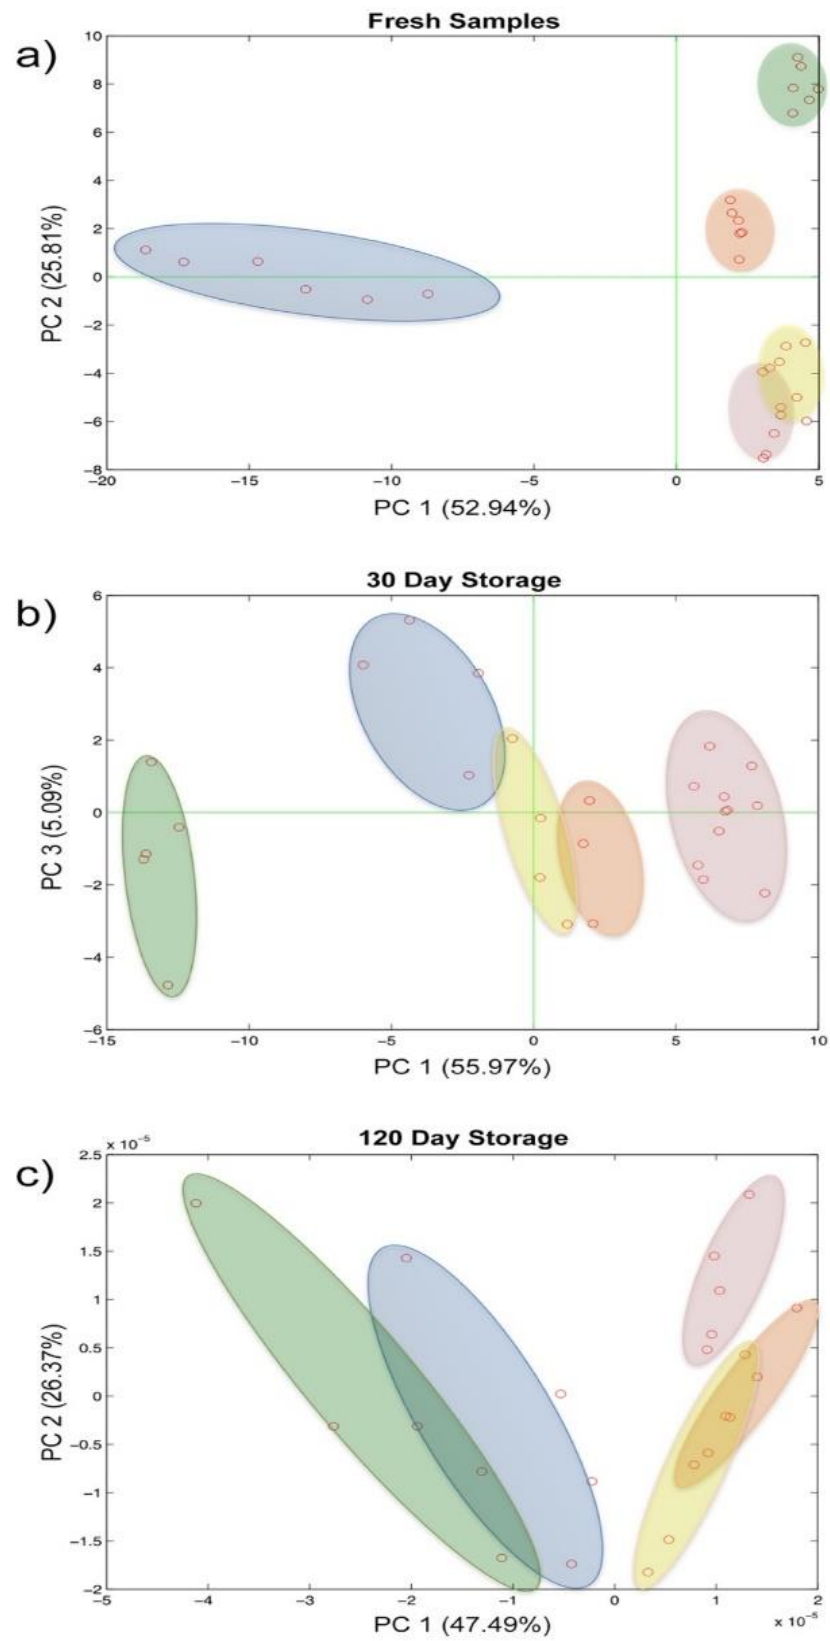 Fresh Samples
a)
10
8
6
4
2
0
−2
−4
−6
−8
PC 2 (25.81%)
−20 −15 −10 −5 0 5
PC 1 (52.94%)
30 Day Storage
b)
6
4
2
0
−2
−4
−6
PC 3 (5.09%)
−15 −10 −5 0 5 10
PC 1 (55.97%)
120 Day Storage
c)
x 10⁻⁵
2.5
2
1.5
1
0.5
0
−0.5
−1
−1.5
−2
PC 2 (26.37%)
−5 −4 −3 −2 −1 0 1 2
PC 1 (47.49%)
x 10⁻⁵